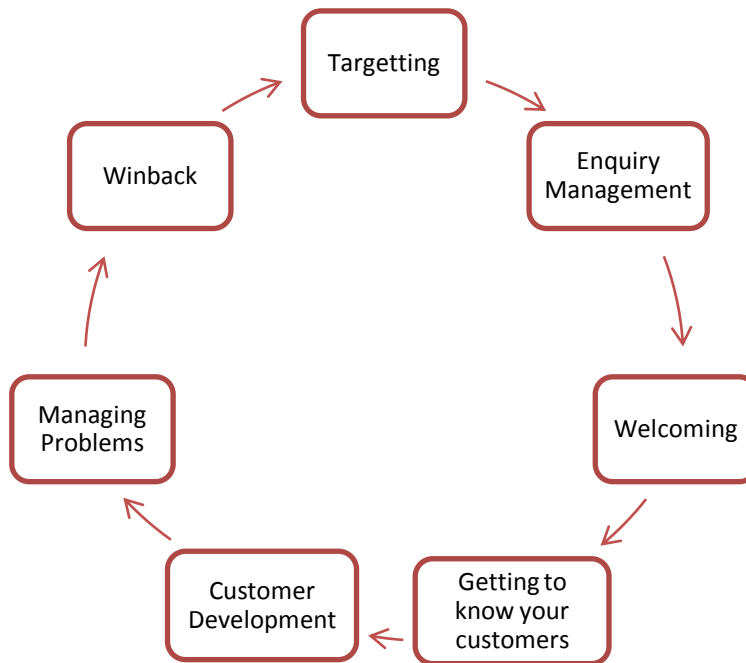 Targetting
Enquiry
Management
Welcoming
Getting to
know your
customers
Customer
Development
Managing
Problems
Winback